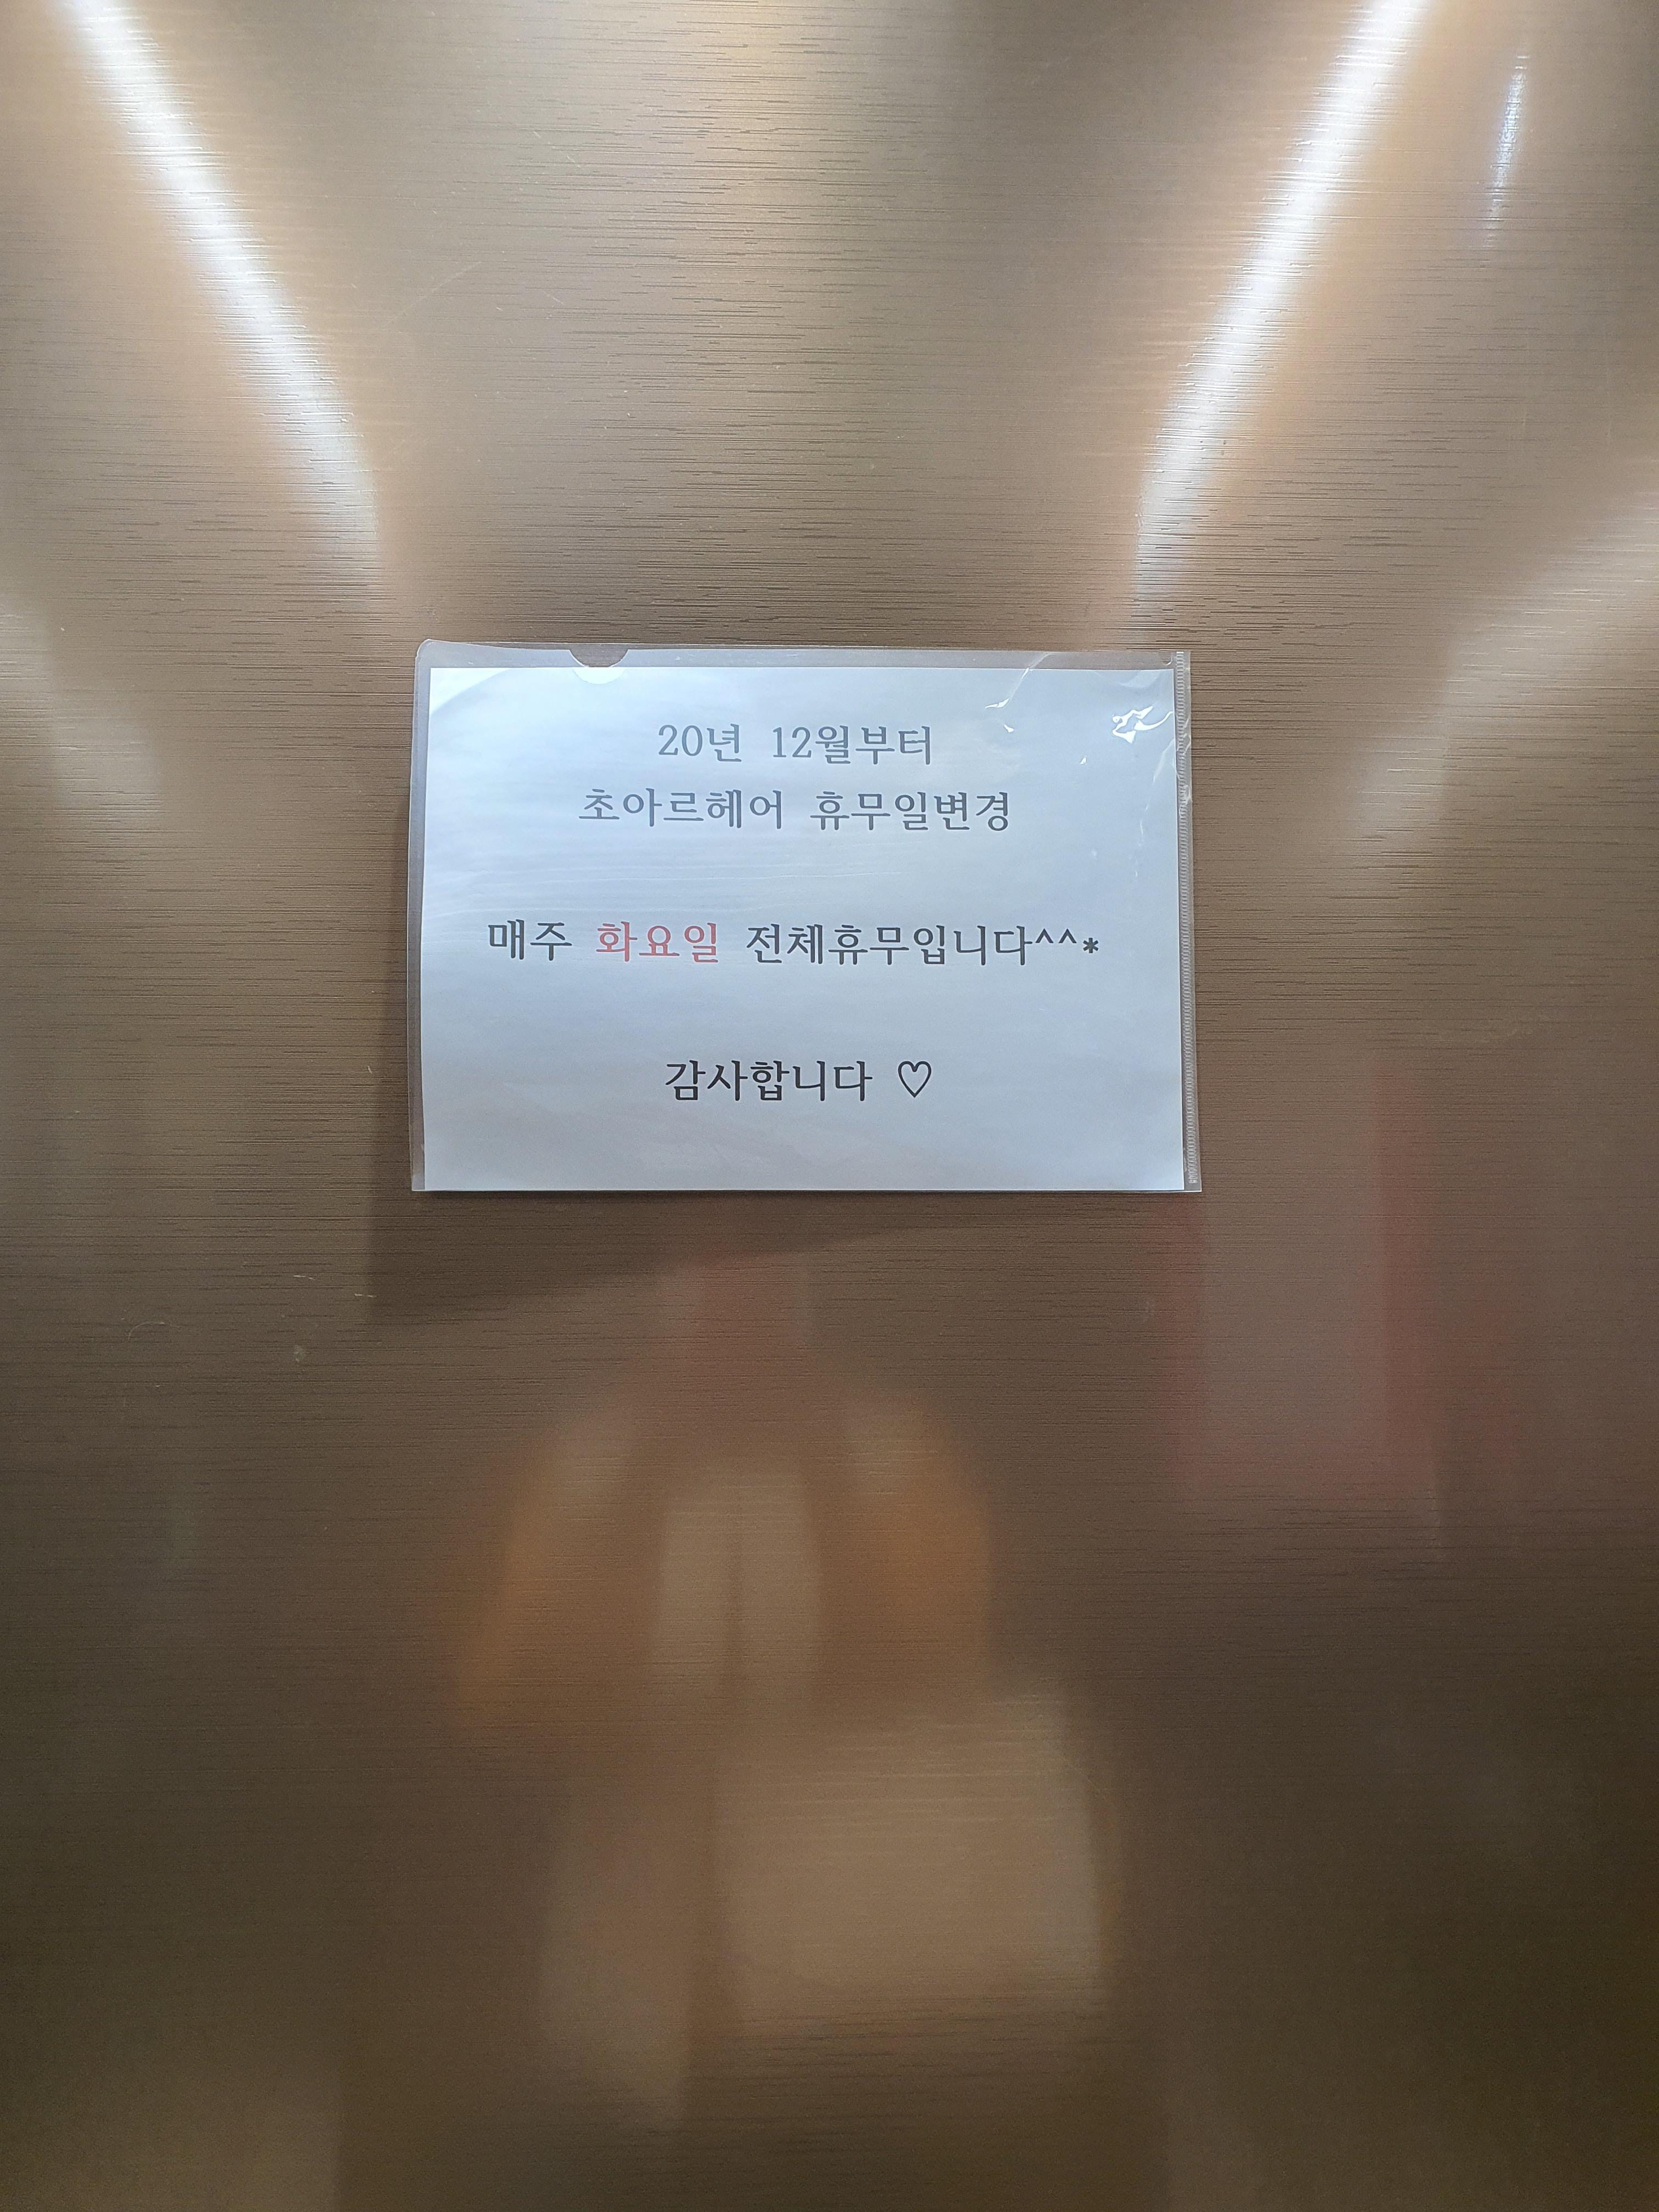 20년 12월부터
초아르헤어 휴무일변경
매주 화요일 전체휴무입니다^^*
감사합니다 ♡